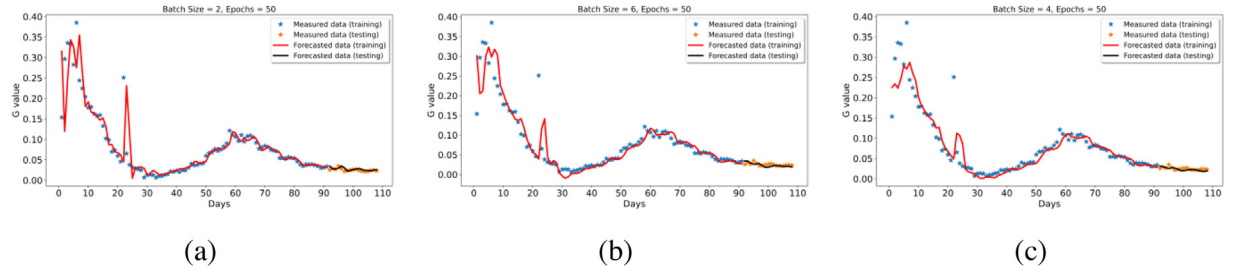 Batch Size = 2, Epochs = 50
Measured data (training)
Measured data (testing)
Forecasted data (training)
Forecasted data (testing)
G value
0.40
0.35
0.30
0.25
0.20
0.15
0.10
0.05
0.00
0 10 20 30 40 50 60 70 80 90 100 110
Days
(a)
Batch Size = 6, Epochs = 50
Measured data (training)
Measured data (testing)
Forecasted data (training)
Forecasted data (testing)
G value
0.40
0.35
0.30
0.25
0.20
0.15
0.10
0.05
0.00
0 10 20 30 40 50 60 70 80 90 100 110
Days
(b)
Batch Size = 4, Epochs = 50
Measured data (training)
Measured data (testing)
Forecasted data (training)
Forecasted data (testing)
G value
0.40
0.35
0.30
0.25
0.20
0.15
0.10
0.05
0.00
0 10 20 30 40 50 60 70 80 90 100 110
Days
(c)